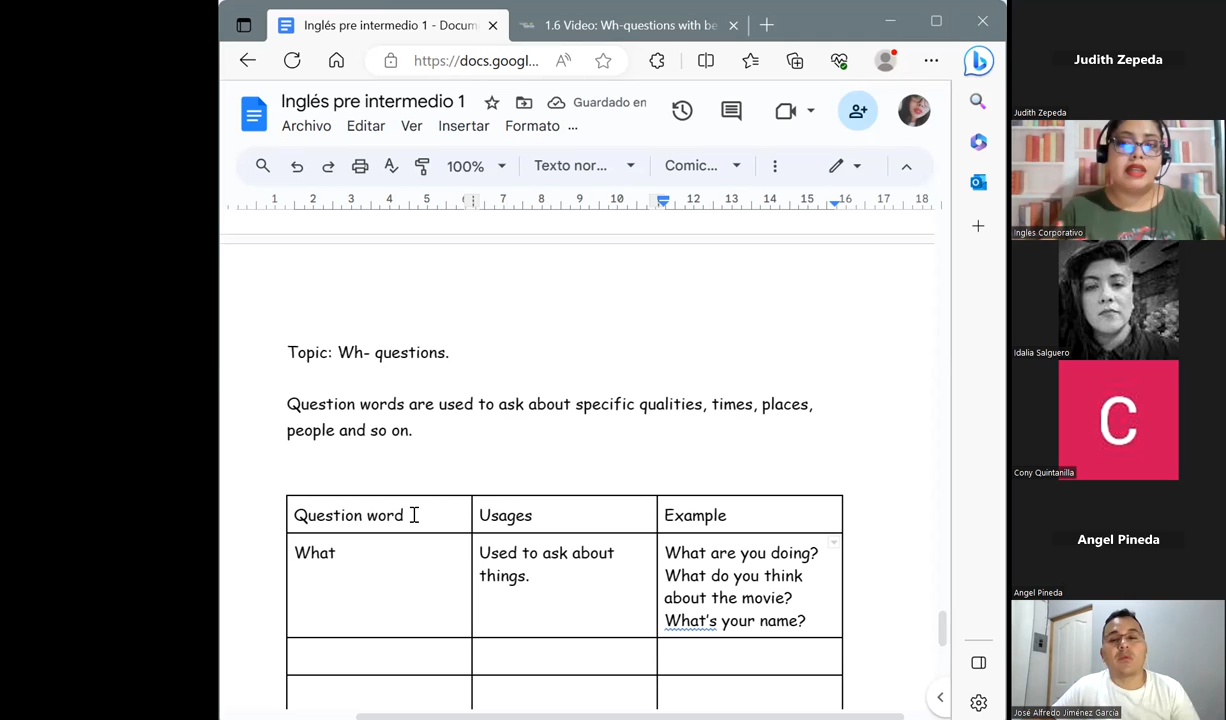 Inglés pre intermedio 1 - Docum
1.6 Video: Wh-questions with be
https://docs.googl...
Inglés pre intermedio 1
Guardado en
Archivo Editar Ver Insertar Formato ...
100% Texto nor... Comic...
1 2 3 4 5 6 7 8 9 10 12 13 14 15 16 17 18
Topic: Wh- questions.
Question words are used to ask about specific qualities, times, places,
people and so on.
Question word Usages Example
What Used to ask about What are you doing?
things. What do you think
about the movie?
What's your name?
Judith Zepeda
Judith Zepeda
Ingles Corporativo
Idalia Salguero
C
Cony Quintanilla
Angel Pineda
Angel Pineda
José Alfredo Jiménez García